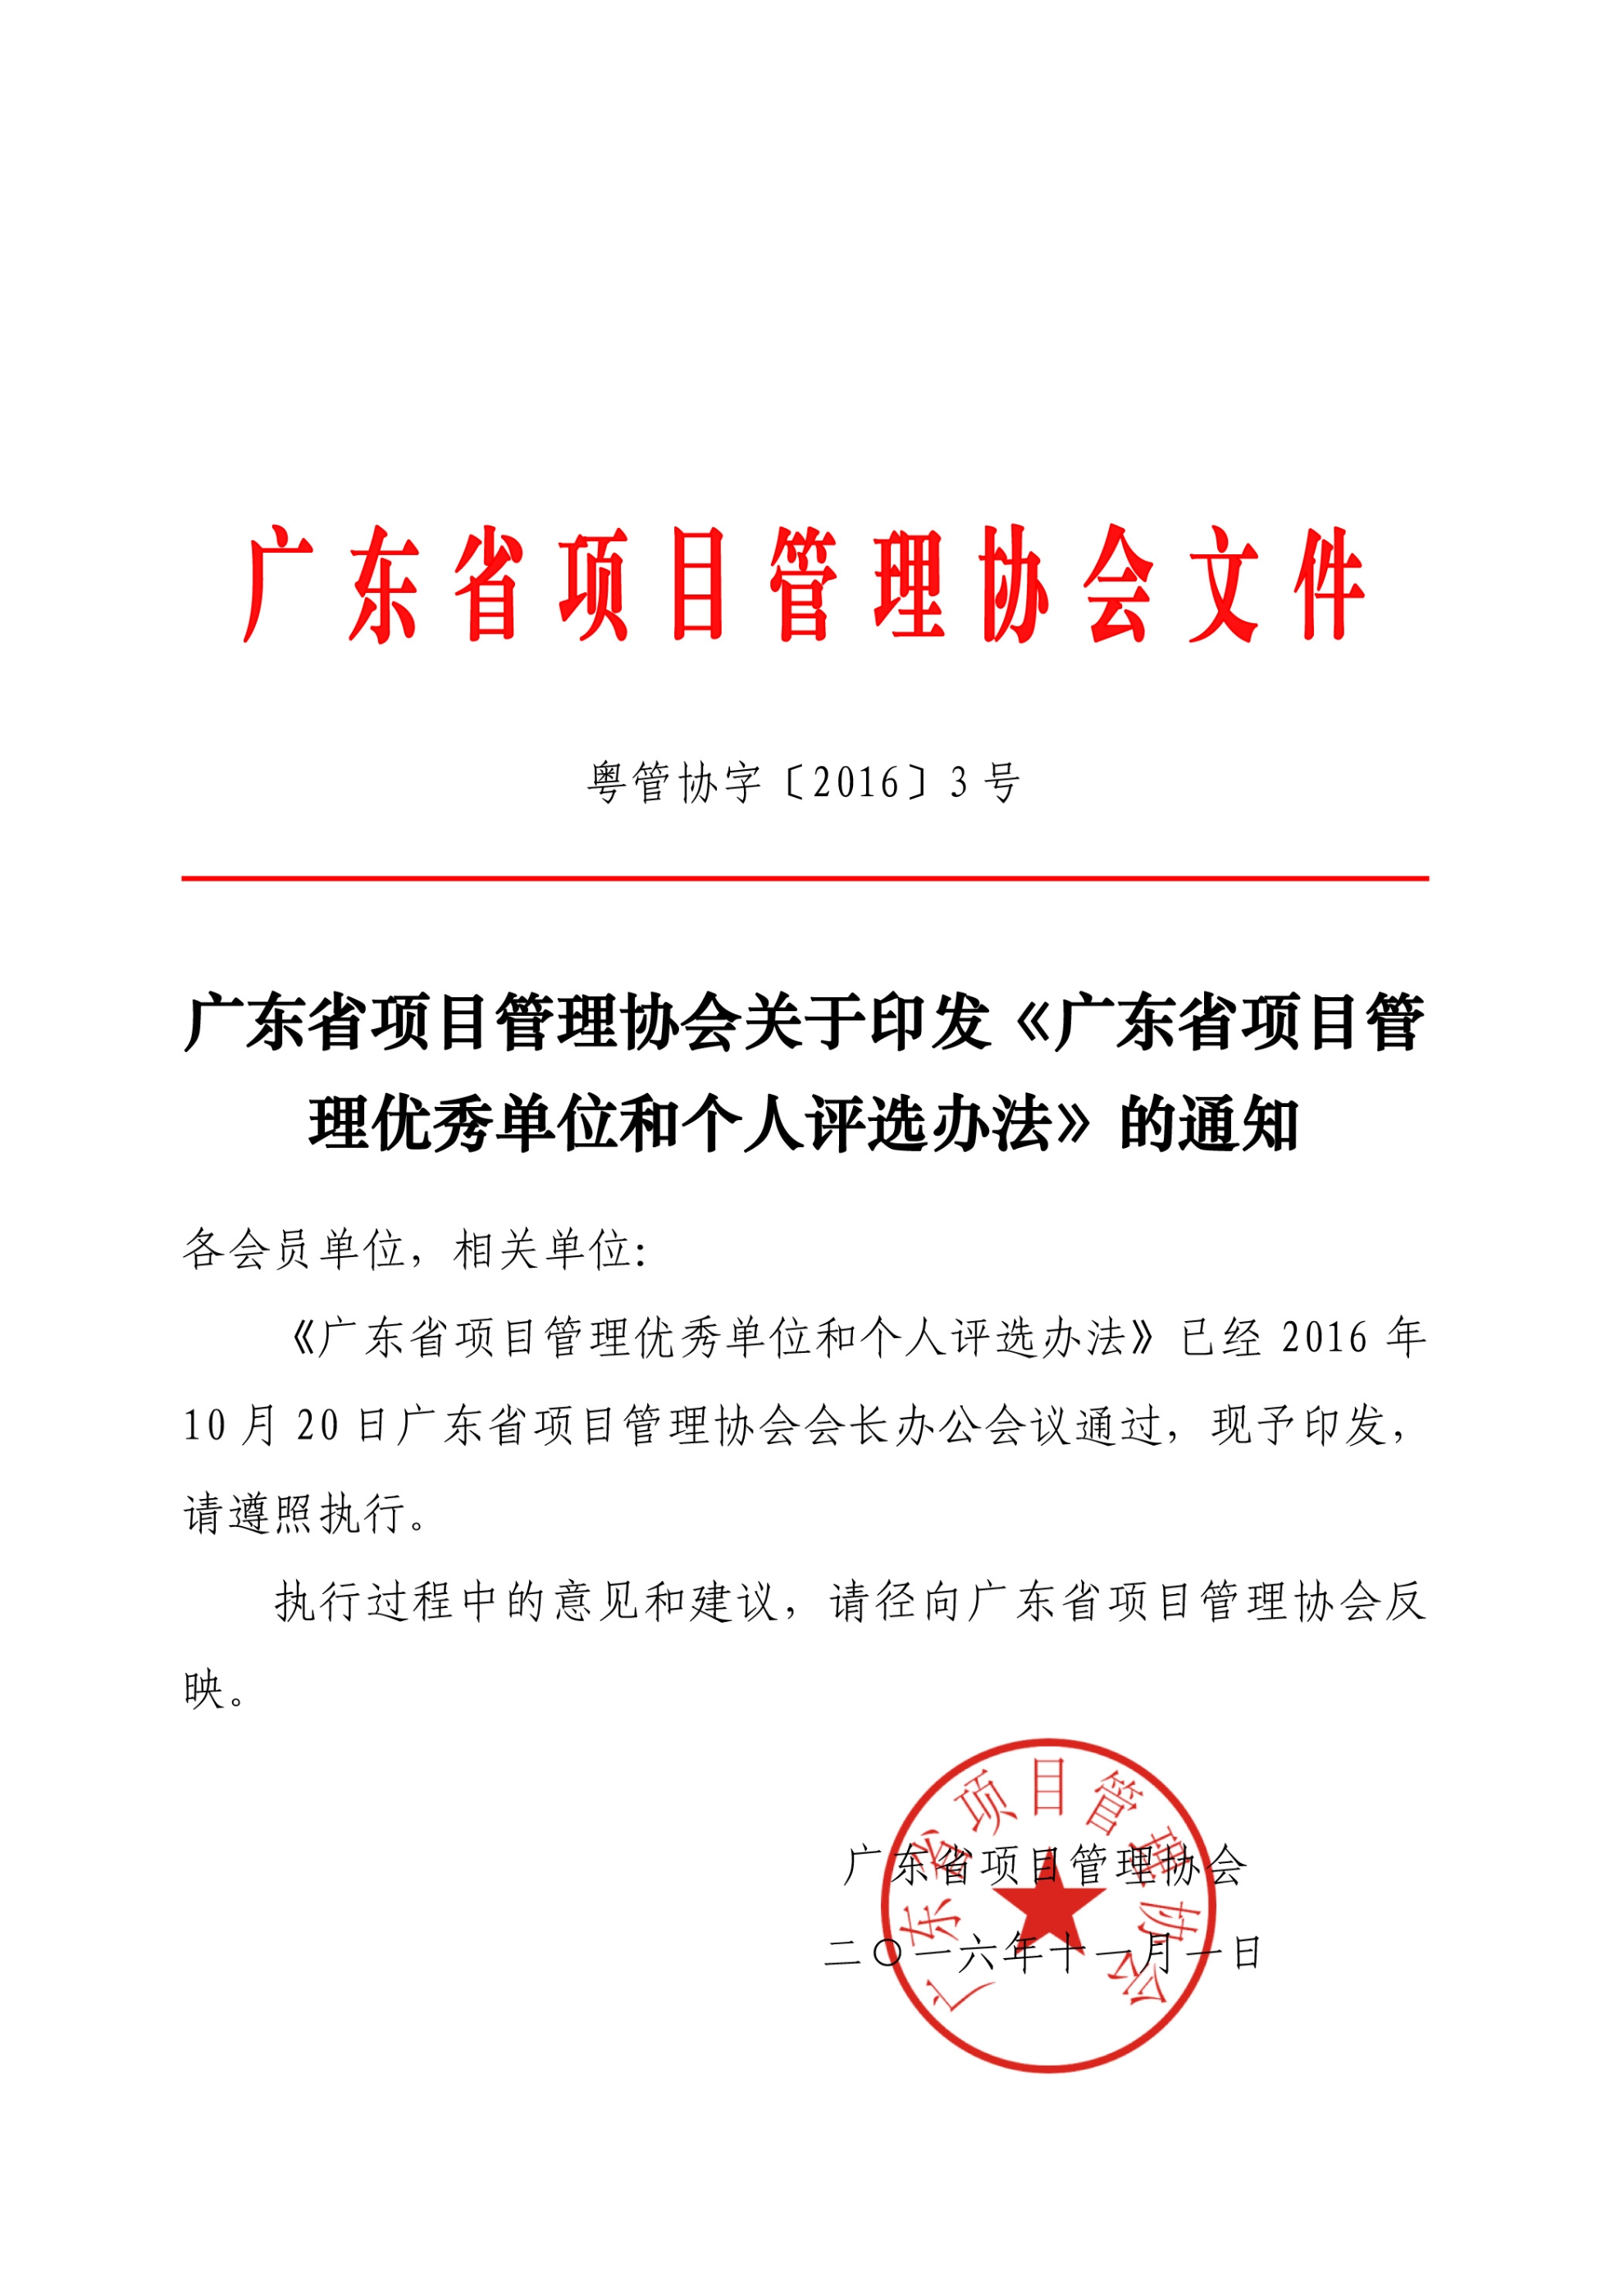 广东省项目管理协会文件
粤管协字〔2016〕3号
广东省项目管理协会关于印发《广东省项目管
理优秀单位和个人评选办法》的通知
各会员单位，相关单位：
《广东省项目管理优秀单位和个人评选办法》已经 2016 年
10 月 20 日广东省项目管理协会会长办公会议通过，现予印发，
请遵照执行。
执行过程中的意见和建议，请径向广东省项目管理协会反
映。
广东省项目管理协会
二〇一六年十一月一日
广东省项目管理协会